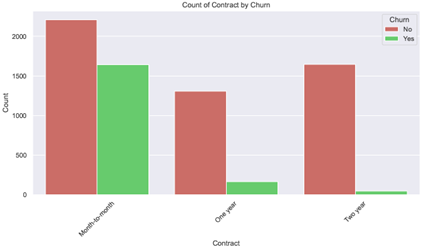 Count of Contract by Churn
Churn
No
Yes
2000
1500
1000
500
0
Count
Month-to-month
One year
Two year
Contract